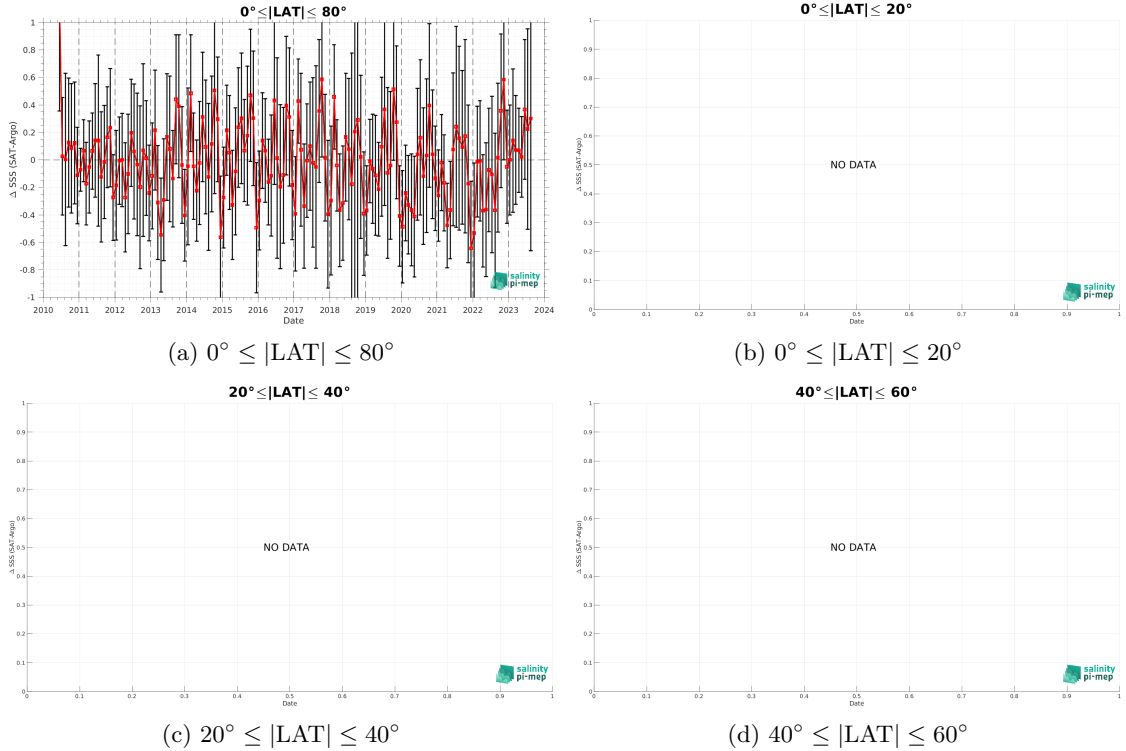 0°≤|LAT|≤ 80°
1
0.8
0.6
0.4
0.2
0
-0.2
-0.4
-0.6
-0.8
-1
Δ SSS (SAT-Argo)
2010 2011 2012 2013 2014 2015 2016 2017 2018 2019 2020 2021 2022 2023 2024
Date
salinity
pi-mep
(a) 0° ≤ |LAT| ≤ 80°
0°≤|LAT|≤ 20°
1
0.9
0.8
0.7
0.6
0.5
0.4
0.3
0.2
0.1
0
Δ SSS (SAT-Argo)
NO DATA
0 0.1 0.2 0.3 0.4 0.5 0.6 0.7 0.8 0.9 1
Date
salinity
pi-mep
(b) 0° ≤ |LAT| ≤ 20°
20°≤|LAT|≤ 40°
1
0.9
0.8
0.7
0.6
0.5
0.4
0.3
0.2
0.1
0
Δ SSS (SAT-Argo)
NO DATA
0 0.1 0.2 0.3 0.4 0.5 0.6 0.7 0.8 0.9 1
Date
salinity
pi-mep
(c) 20° ≤ |LAT| ≤ 40°
40°≤|LAT|≤ 60°
1
0.9
0.8
0.7
0.6
0.5
0.4
0.3
0.2
0.1
0
Δ SSS (SAT-Argo)
NO DATA
0 0.1 0.2 0.3 0.4 0.5 0.6 0.7 0.8 0.9 1
Date
salinity
pi-mep
(d) 40° ≤ |LAT| ≤ 60°